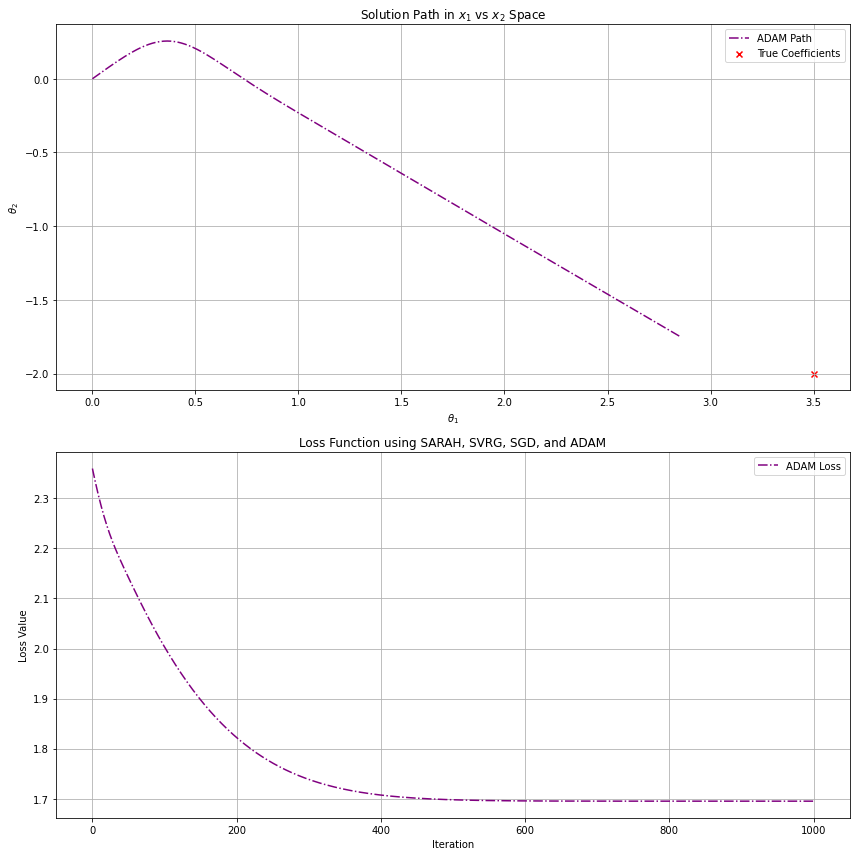 Solution Path in x₁ vs x₂ Space
ADAM Path
True Coefficients
0.0
−0.5
−1.0
−1.5
−2.0
θ₂
0.0 0.5 1.0 1.5 2.0 2.5 3.0 3.5
θ₁
Loss Function using SARAH, SVRG, SGD, and ADAM
ADAM Loss
2.3
2.2
2.1
2.0
1.9
1.8
1.7
Loss Value
0 200 400 600 800 1000
Iteration